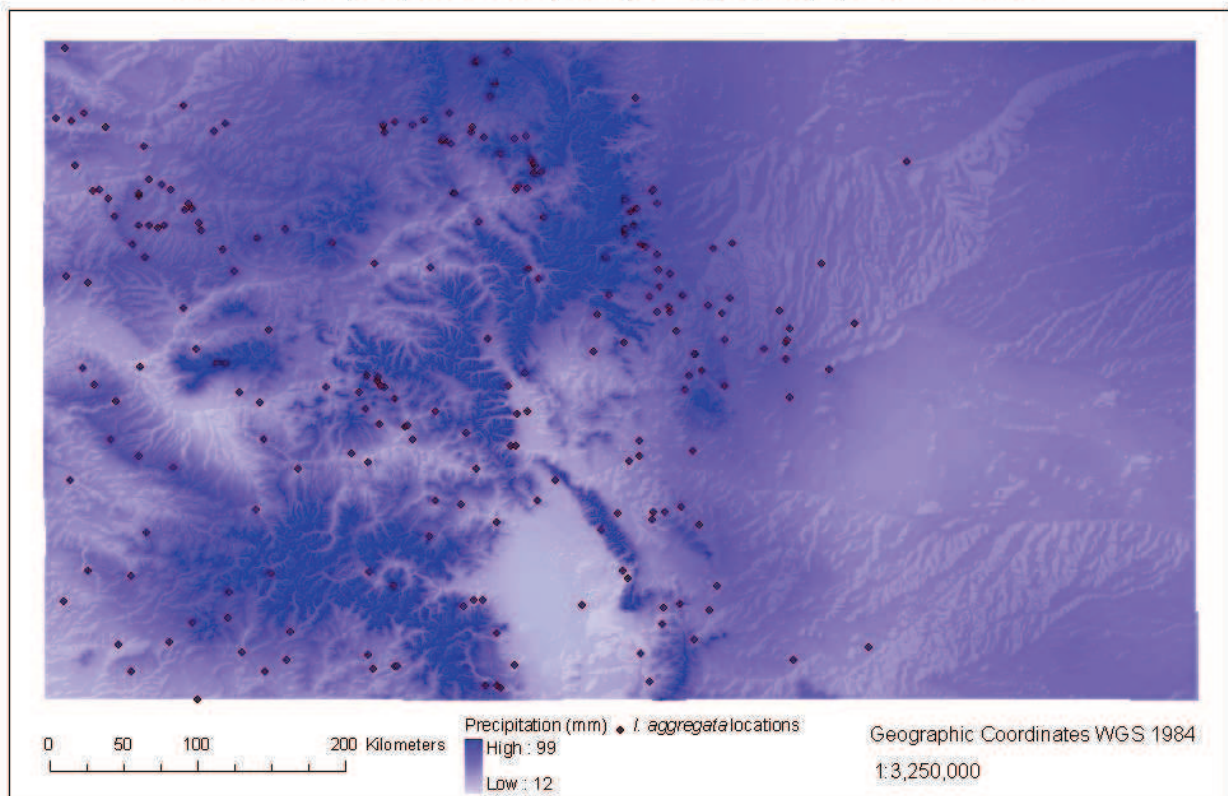 Precipitation (mm) I. aggregata locations
High : 99
Low : 12
0 50 100 200 Kilometers
Geographic Coordinates WGS 1984
1:3,250,000